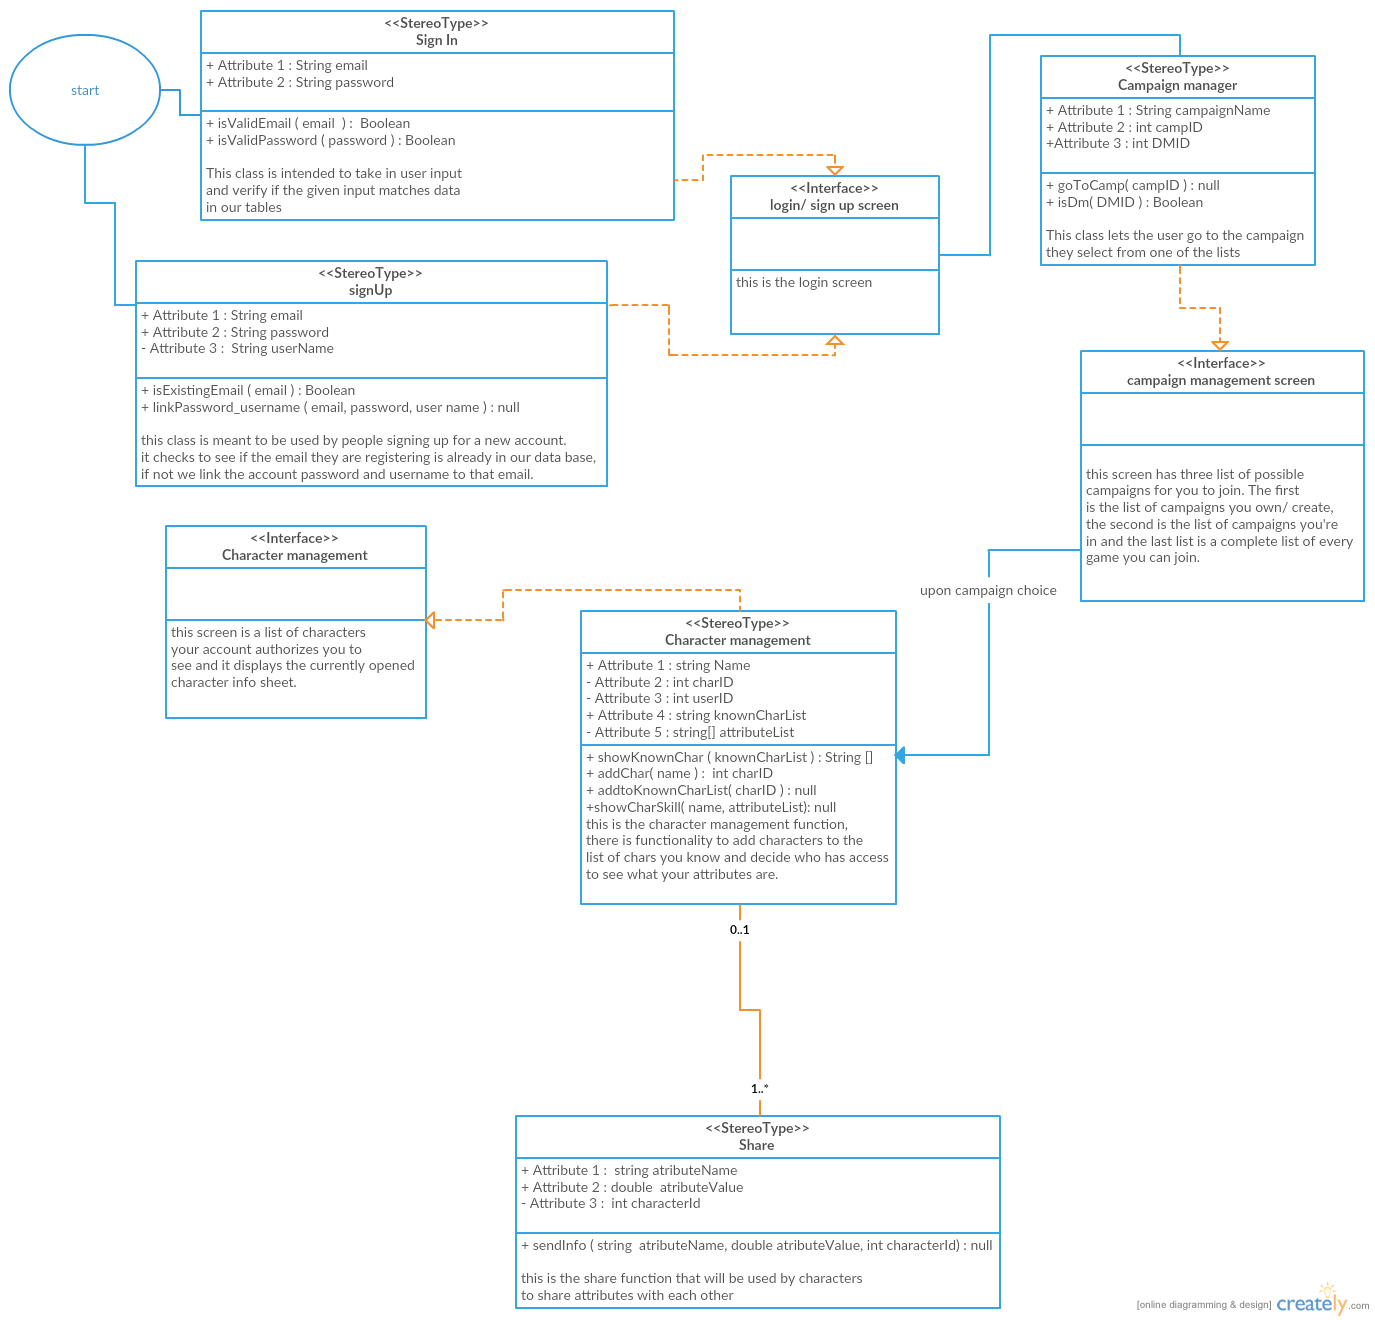 start
<<StereoType>>
Sign In
+ Attribute 1 : String email
+ Attribute 2 : String password
+ isValidEmail ( email  ) :  Boolean
+ isValidPassword ( password ) : Boolean
This class is intended to take in user input
and verify if the given input matches data
in our tables
<<StereoType>>
Campaign manager
+ Attribute 1 : String campaignName
+ Attribute 2 : int campID
+Attribute 3 : int DMID
+ goToCamp( campID ) : null
+ isDm( DMID ) : Boolean
This class lets the user go to the campaign
they select from one of the lists
<<Interface>>
login/ sign up screen
this is the login screen
<<StereoType>>
signUp
+ Attribute 1 : String email
+ Attribute 2 : String password
- Attribute 3 :  String userName
+ isExistingEmail ( email ) : Boolean
+ linkPassword_username ( email, password, user name ) : null
this class is meant to be used by people signing up for a new account.
it checks to see if the email they are registering is already in our data base,
if not we link the account password and username to that email.
<<Interface>>
campaign management screen
this screen has three list of possible
campaigns for you to join. The first
is the list of campaigns you own/ create,
the second is the list of campaigns you're
in and the last list is a complete list of every
game you can join.
upon campaign choice
<<Interface>>
Character management
this screen is a list of characters
your account authorizes you to
see and it displays the currently opened
character info sheet.
<<StereoType>>
Character management
+ Attribute 1 : string Name
- Attribute 2 : int charID
- Attribute 3 : int userID
+ Attribute 4 : string knownCharList
- Attribute 5 : string[] attributeList
+ showKnownChar ( knownCharList ) : String []
+ addChar( name ) :  int charID
+ addtoKnownCharList( charID ) : null
+showCharSkill( name, attributeList): null
this is the character management function,
there is functionality to add characters to the
list of chars you know and decide who has access
to see what your attributes are.
0..1
1..*
<<StereoType>>
Share
+ Attribute 1 :  string atributeName
+ Attribute 2 : double  atributeValue
- Attribute 3 :  int characterId
+ sendInfo ( string  atributeName, double atributeValue, int characterId) : null
this is the share function that will be used by characters
to share attributes with each other
[online diagramming & design] creately.com